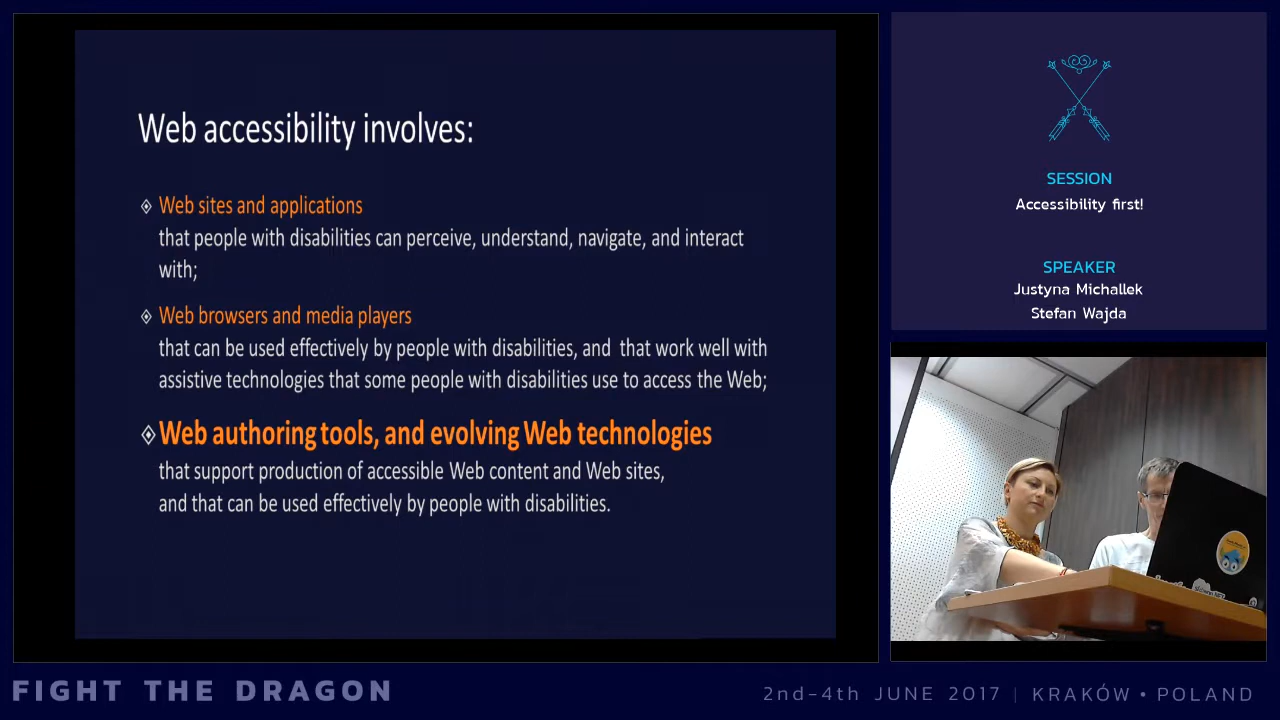 Web accessibility involves:
Web sites and applications
that people with disabilities can perceive, understand, navigate, and interact
with;
Web browsers and media players
that can be used effectively by people with disabilities, and that work well with
assistive technologies that some people with disabilities use to access the Web;
Web authoring tools, and evolving Web technologies
that support production of accessible Web content and Web sites,
and that can be used effectively by people with disabilities.
SESSION
Accessibility first!
SPEAKER
Justyna Michallek
Stefan Wajda
FIGHT THE DRAGON
2nd-4th JUNE 2017 | KRAKÓW • POLAND